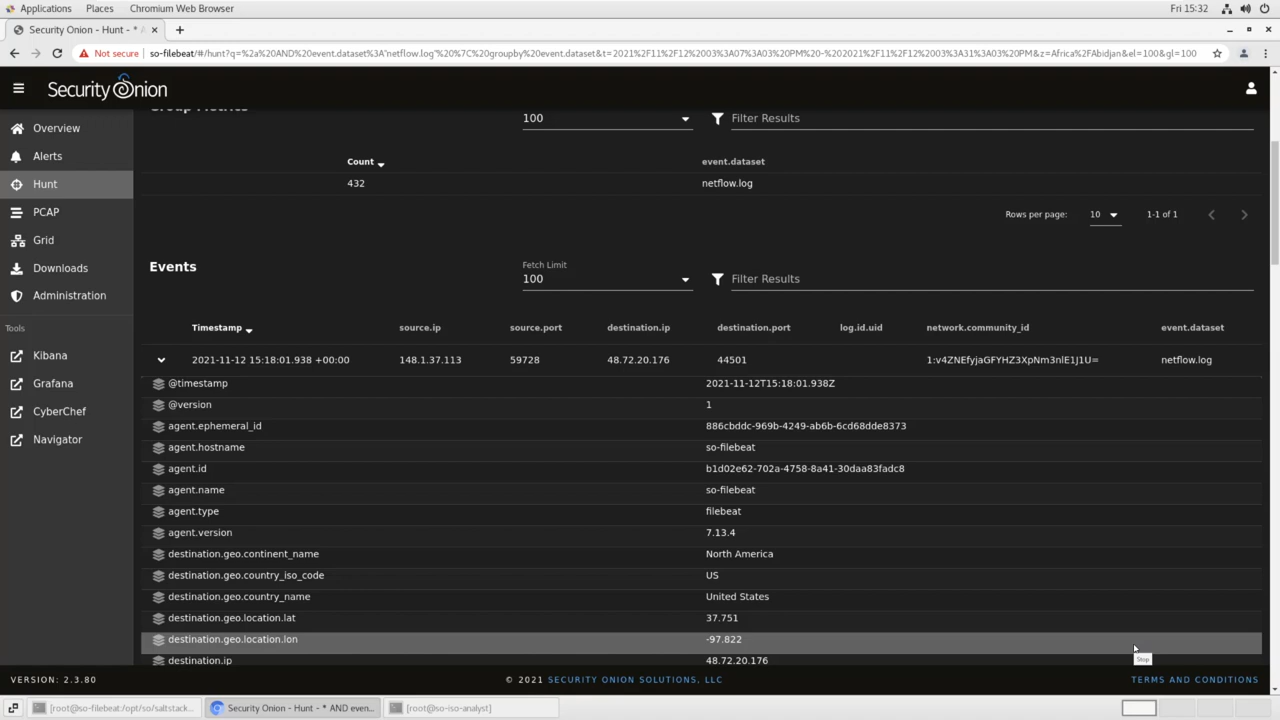 Applications Places Chromium Web Browser Fri 15:32
Security Onion - Hunt - * A
Not secure so-filebeat/#/hunt?q=%2a%20AND%20event.dataset%3A"netflow.log"%20%7C%20groupby%20event.dataset&t=2021%2F11%2F12%2003%3A07%3A03%20PM%20-%202021%2F11%2F12%2003%3A31%3A03%20PM&z=Africa%2FAbidjan&el=100&gl=100
Security Onion
Overview
Alerts
Hunt
PCAP
Grid
Downloads
Administration
Tools
Kibana
Grafana
CyberChef
Navigator
Group Metrics
100 Filter Results
Count event.dataset
432 netflow.log
Rows per page: 10 1-1 of 1
Events Fetch Limit
100 Filter Results
Timestamp source.ip source.port destination.ip destination.port log.id.uid network.community_id event.dataset
2021-11-12 15:18:01.938 +00:00 148.1.37.113 59728 48.72.20.176 44501 1:v4ZNEfyjaGFYHZ3XpNm3nlE1J1U= netflow.log
@timestamp 2021-11-12T15:18:01.938Z
@version 1
agent.ephemeral_id 886cbddc-969b-4249-ab6b-6cd68dde8373
agent.hostname so-filebeat
agent.id b1d02e62-702a-4758-8a41-30daa83fadc8
agent.name so-filebeat
agent.type filebeat
agent.version 7.13.4
destination.geo.continent_name North America
destination.geo.country_iso_code US
destination.geo.country_name United States
destination.geo.location.lat 37.751
destination.geo.location.lon -97.822
destination.ip 48.72.20.176
Stop
VERSION: 2.3.80 © 2021 SECURITY ONION SOLUTIONS, LLC TERMS AND CONDITIONS
[root@so-filebeat:/opt/so/saltstack... Security Onion - Hunt - * AND even... [root@so-iso-analyst]